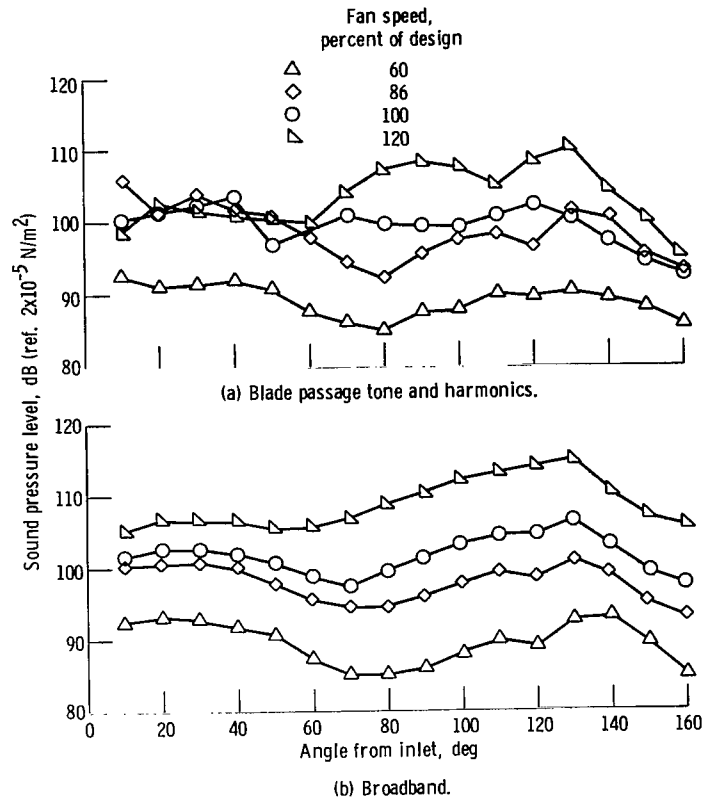 Fan speed,
percent of design
60
86
100
120
Sound pressure level, dB (ref. 2x10⁻⁵ N/m²)
120
110
100
90
80
(a) Blade passage tone and harmonics.
120
110
100
90
80
0 20 40 60 80 100 120 140 160
Angle from inlet, deg
(b) Broadband.